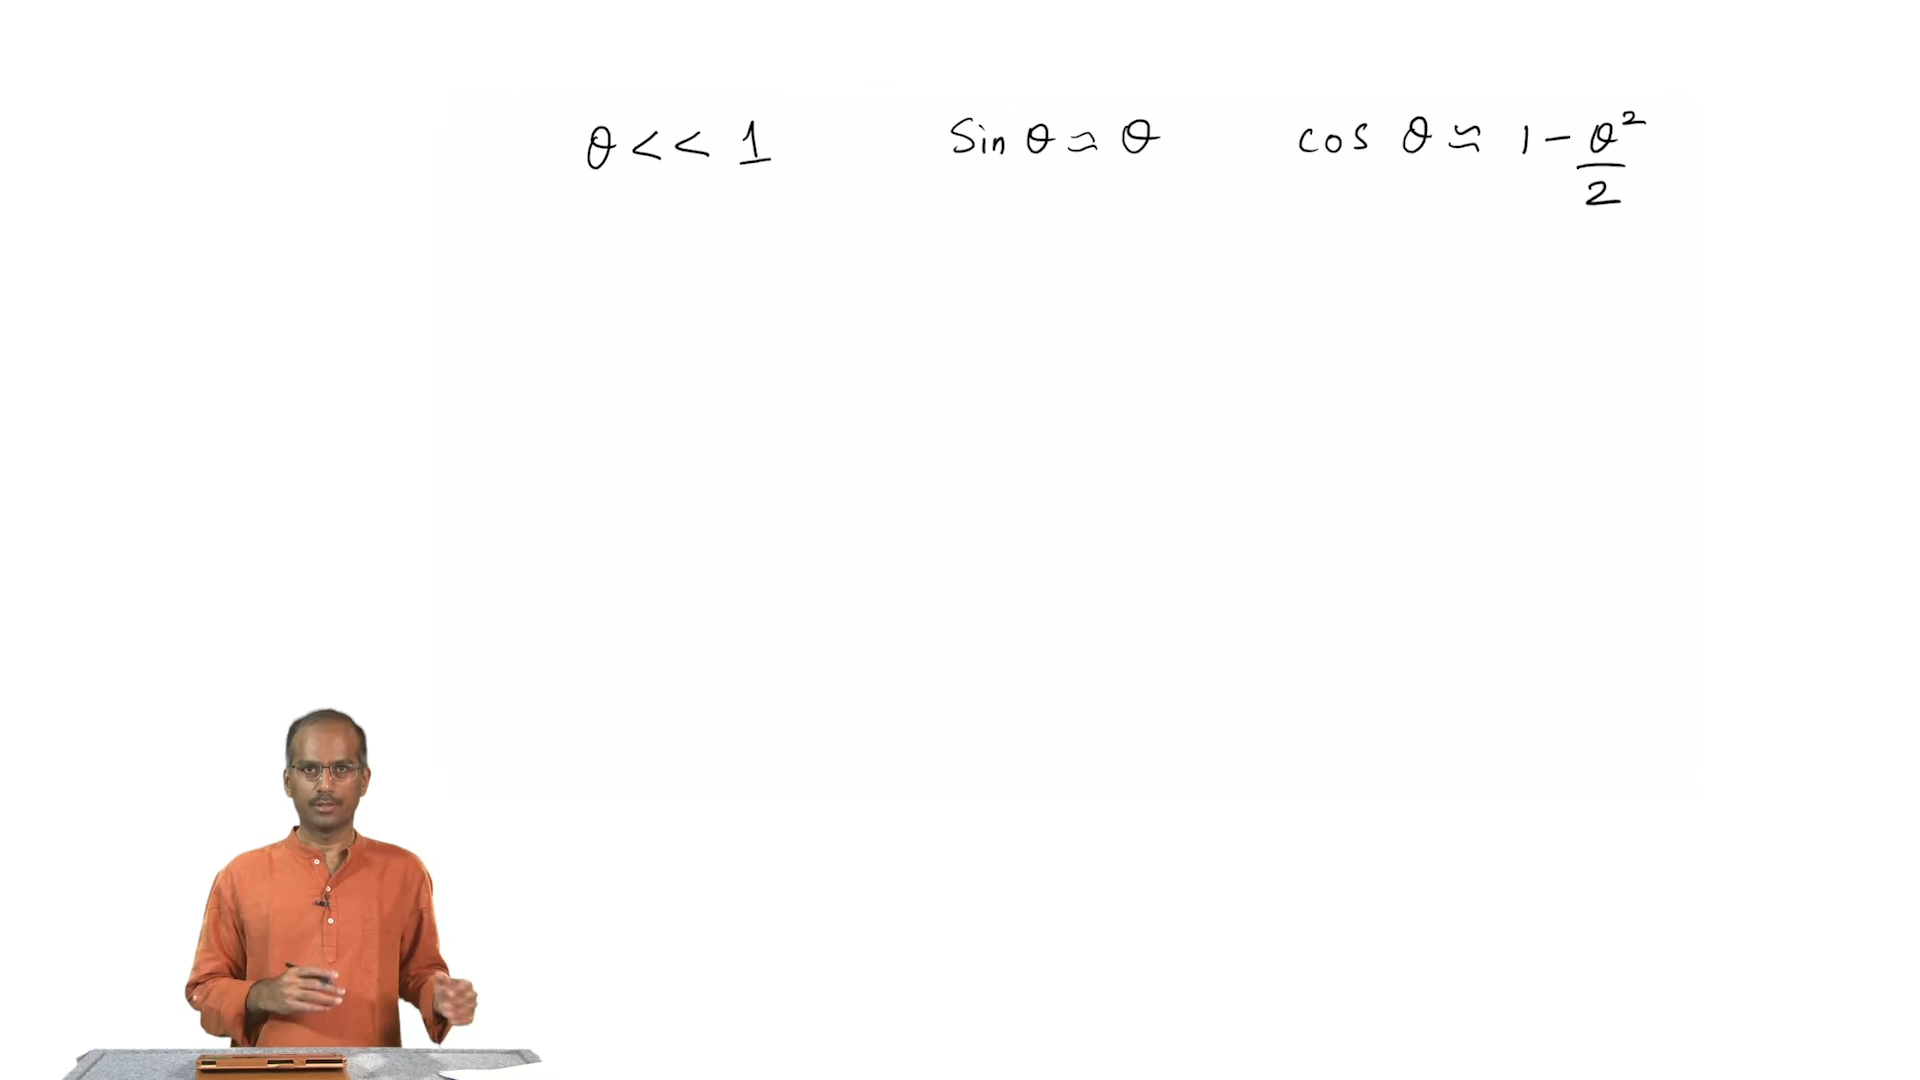 θ << 1 Sin θ ≃ θ cos θ ≃ 1 - θ²/2